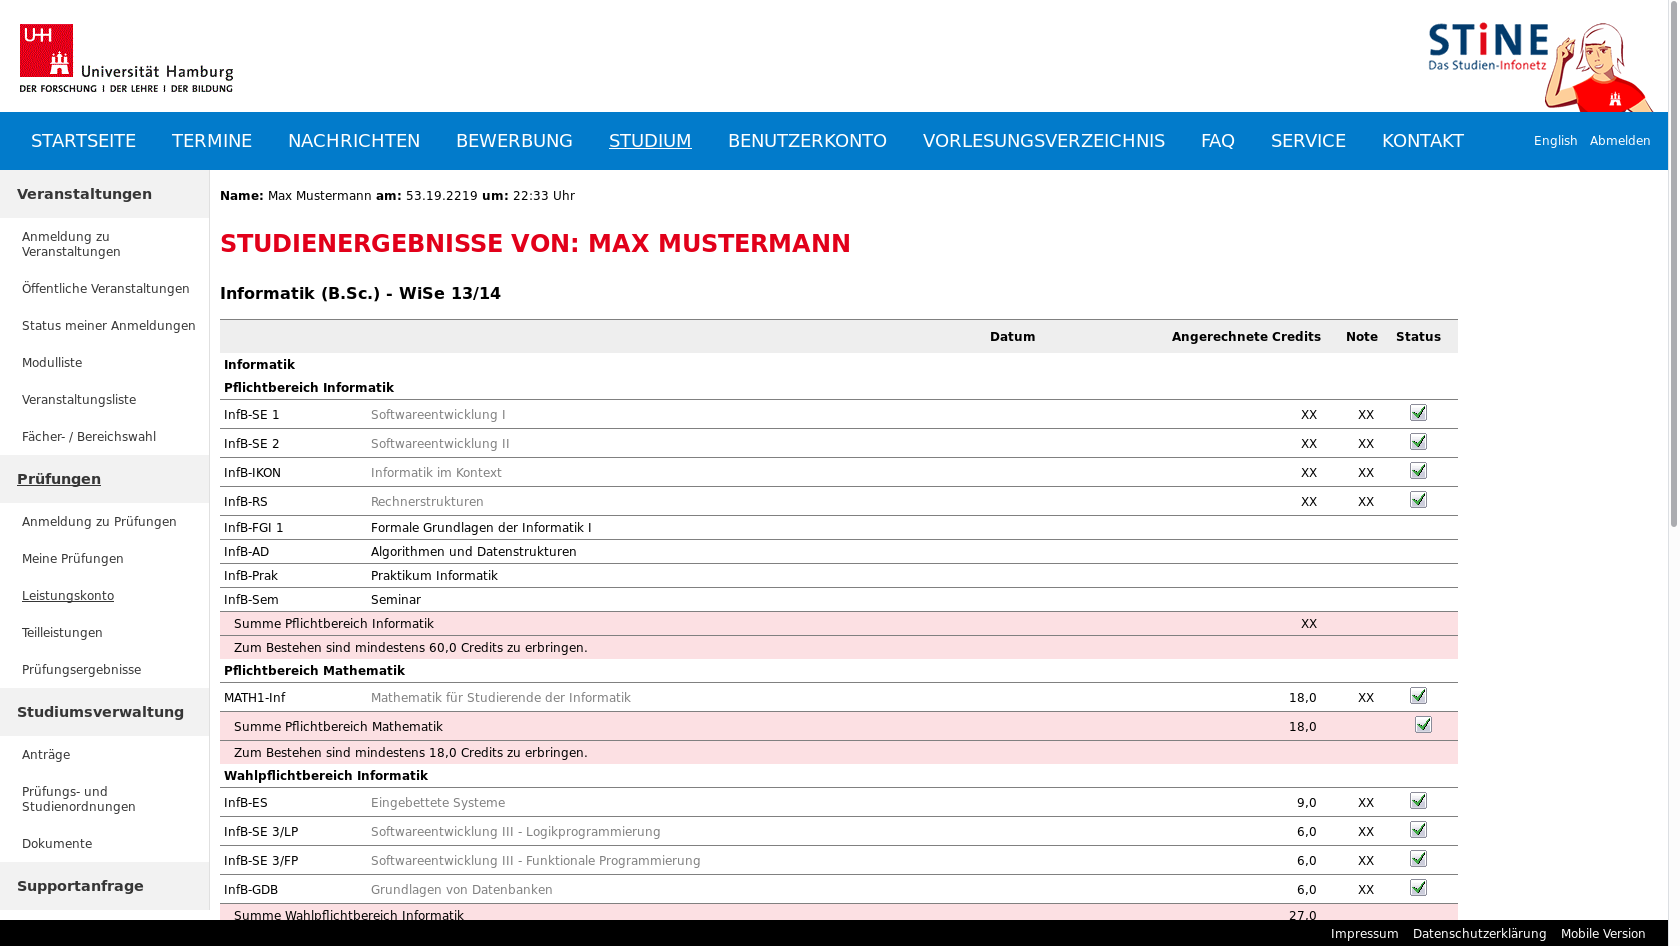 UHH
Universität Hamburg
DER FORSCHUNG | DER LEHRE | DER BILDUNG
STiNE
Das Studien-Infonetz
STARTSEITE TERMINE NACHRICHTEN BEWERBUNG STUDIUM BENUTZERKONTO VORLESUNGSVERZEICHNIS FAQ SERVICE KONTAKT English Abmelden
Veranstaltungen
Anmeldung zu
Veranstaltungen
Öffentliche Veranstaltungen
Status meiner Anmeldungen
Modulliste
Veranstaltungsliste
Fächer- / Bereichswahl
Prüfungen
Anmeldung zu Prüfungen
Meine Prüfungen
Leistungskonto
Teilleistungen
Prüfungsergebnisse
Studiumsverwaltung
Anträge
Prüfungs- und
Studienordnungen
Dokumente
Supportanfrage
Name: Max Mustermann am: 53.19.2219 um: 22:33 Uhr
STUDIENERGEBNISSE VON: MAX MUSTERMANN
Informatik (B.Sc.) - WiSe 13/14
Datum Angerechnete Credits Note Status
Informatik
Pflichtbereich Informatik
InfB-SE 1 Softwareentwicklung I XX XX
InfB-SE 2 Softwareentwicklung II XX XX
InfB-IKON Informatik im Kontext XX XX
InfB-RS Rechnerstrukturen XX XX
InfB-FGI 1 Formale Grundlagen der Informatik I
InfB-AD Algorithmen und Datenstrukturen
InfB-Prak Praktikum Informatik
InfB-Sem Seminar
Summe Pflichtbereich Informatik XX
Zum Bestehen sind mindestens 60,0 Credits zu erbringen.
Pflichtbereich Mathematik
MATH1-Inf Mathematik für Studierende der Informatik 18,0 XX
Summe Pflichtbereich Mathematik 18,0
Zum Bestehen sind mindestens 18,0 Credits zu erbringen.
Wahlpflichtbereich Informatik
InfB-ES Eingebettete Systeme 9,0 XX
InfB-SE 3/LP Softwareentwicklung III - Logikprogrammierung 6,0 XX
InfB-SE 3/FP Softwareentwicklung III - Funktionale Programmierung 6,0 XX
InfB-GDB Grundlagen von Datenbanken 6,0 XX
Summe Wahlpflichtbereich Informatik 27,0
Impressum Datenschutzerklärung Mobile Version